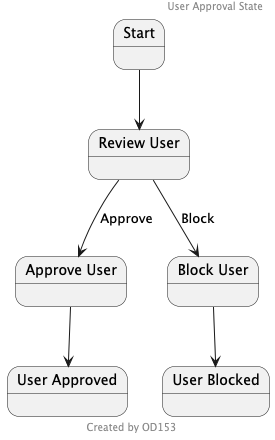 User Approval State
Start
Review User
Approve
Block
Approve User
Block User
User Approved
User Blocked
Created by OD153